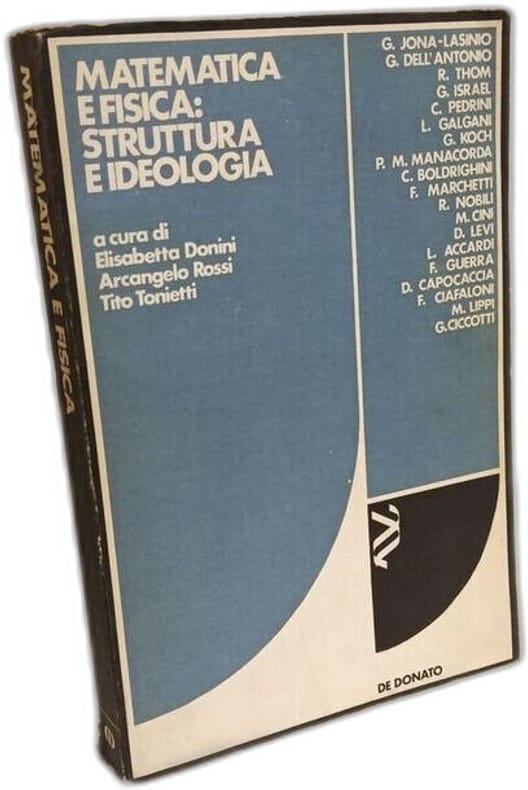 MATEMATICA
E FISICA:
STRUTTURA
E IDEOLOGIA
a cura di
Elisabetta Donini
Arcangelo Rossi
Tito Tonietti
G. JONA-LASINIO
G. DELL'ANTONIO
R. THOM
G. ISRAEL
C. PEDRINI
L. GALGANI
G. KOCH
P. M. MANACORDA
C. BOLDRIGHINI
F. MARCHETTI
R. NOBILI
M. CINI
D. LEVI
L. ACCARDI
F. GUERRA
D. CAPOCACCIA
F. CIAFALONI
M. LIPPI
G. CICCOTTI
DE DONATO
MATEMATICA E FISICA